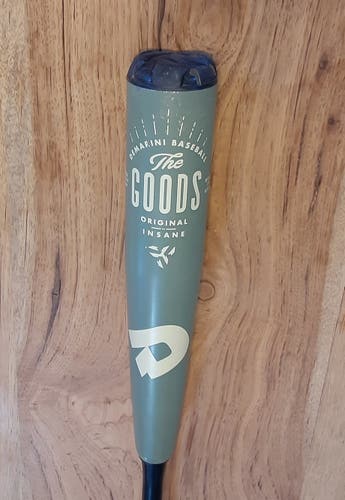 DEMARINI BASEBALL
The
GOODS
ORIGINAL
INSANE